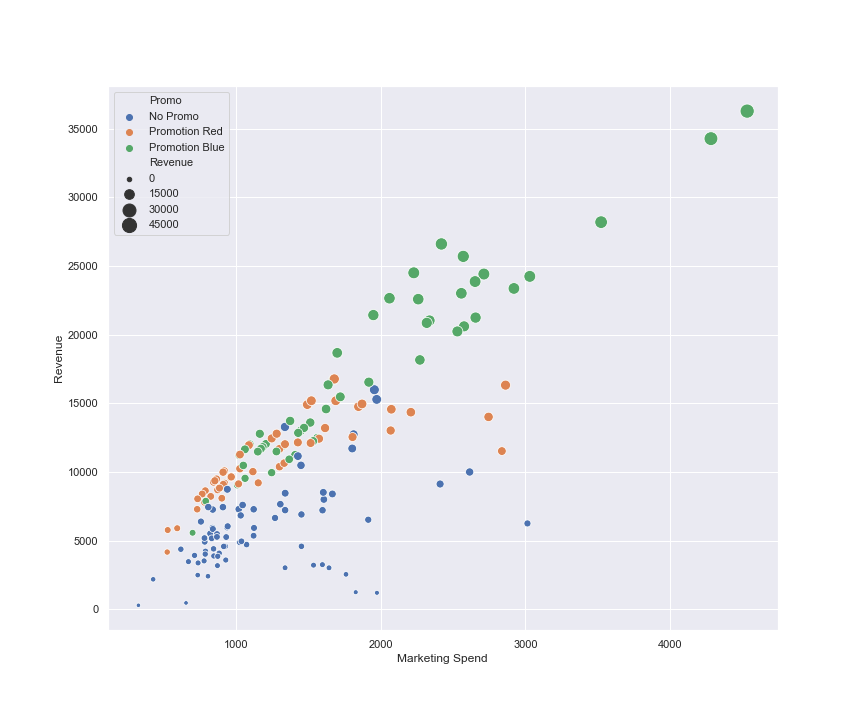 Promo
No Promo
Promotion Red
Promotion Blue
Revenue
0
15000
30000
45000
35000
30000
25000
20000
15000
10000
5000
0
Revenue
1000 2000 3000 4000
Marketing Spend